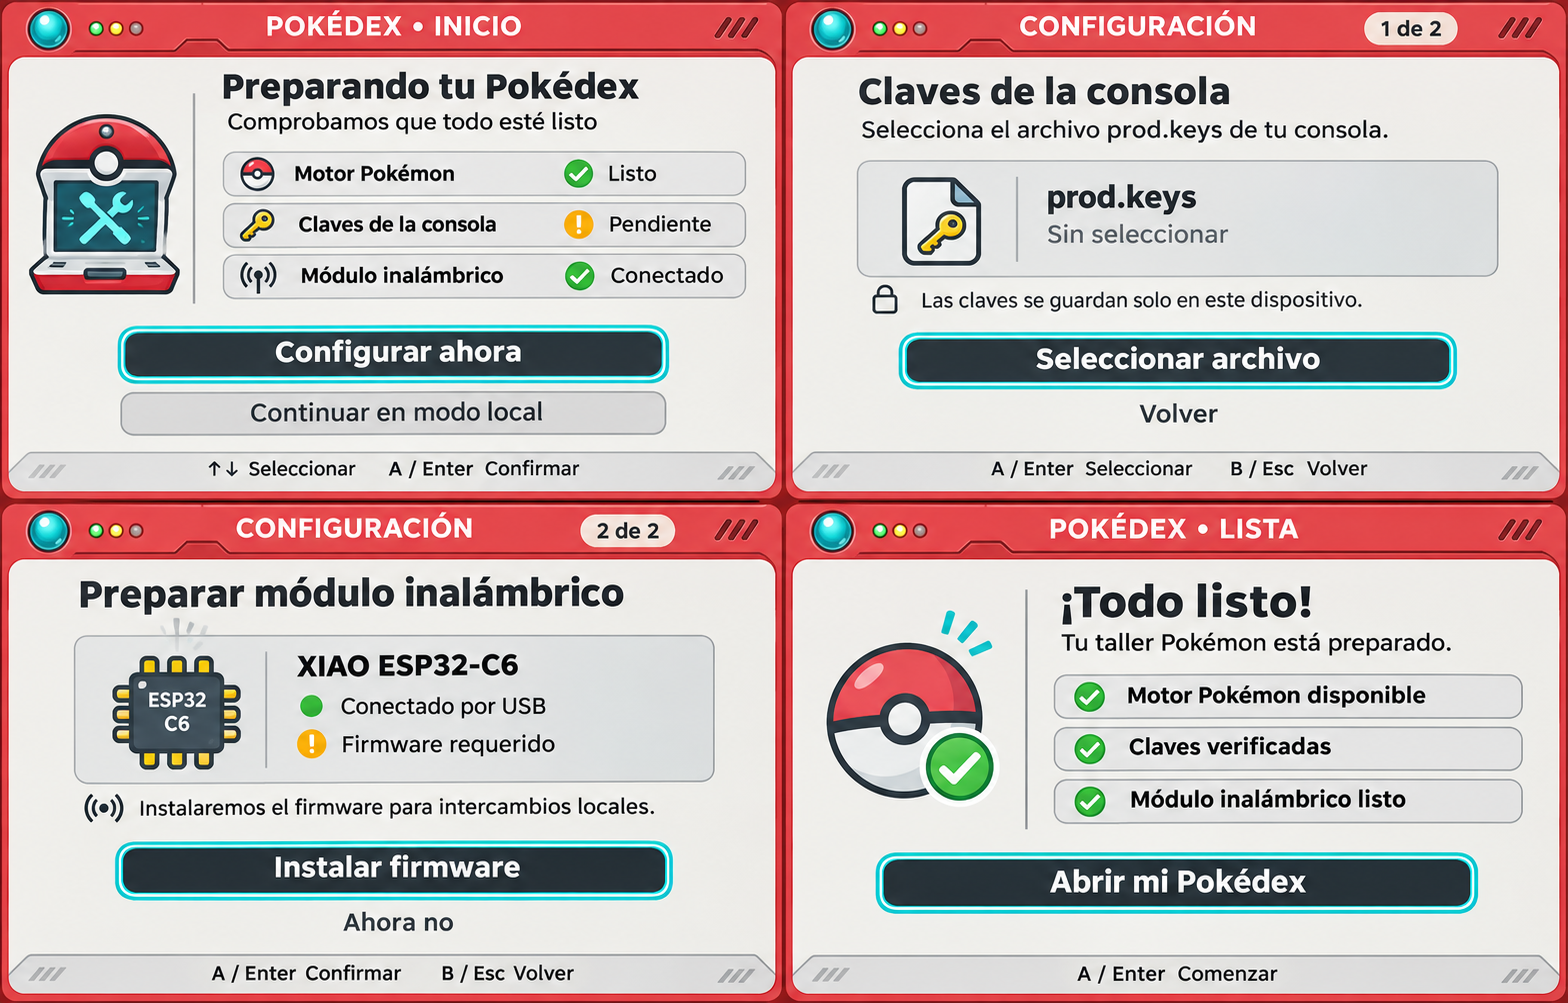 POKÉDEX • INICIO
Preparando tu Pokédex
Comprobamos que todo esté listo
Motor Pokémon Listo
Claves de la consola Pendiente
Módulo inalámbrico Conectado
Configurar ahora
Continuar en modo local
↑↓ Seleccionar A / Enter Confirmar
CONFIGURACIÓN 1 de 2
Claves de la consola
Selecciona el archivo prod.keys de tu consola.
prod.keys
Sin seleccionar
Las claves se guardan solo en este dispositivo.
Seleccionar archivo
Volver
A / Enter Seleccionar B / Esc Volver
CONFIGURACIÓN 2 de 2
Preparar módulo inalámbrico
ESP32
C6
XIAO ESP32-C6
Conectado por USB
Firmware requerido
Instalaremos el firmware para intercambios locales.
Instalar firmware
Ahora no
A / Enter Confirmar B / Esc Volver
POKÉDEX • LISTA
¡Todo listo!
Tu taller Pokémon está preparado.
Motor Pokémon disponible
Claves verificadas
Módulo inalámbrico listo
Abrir mi Pokédex
A / Enter Comenzar